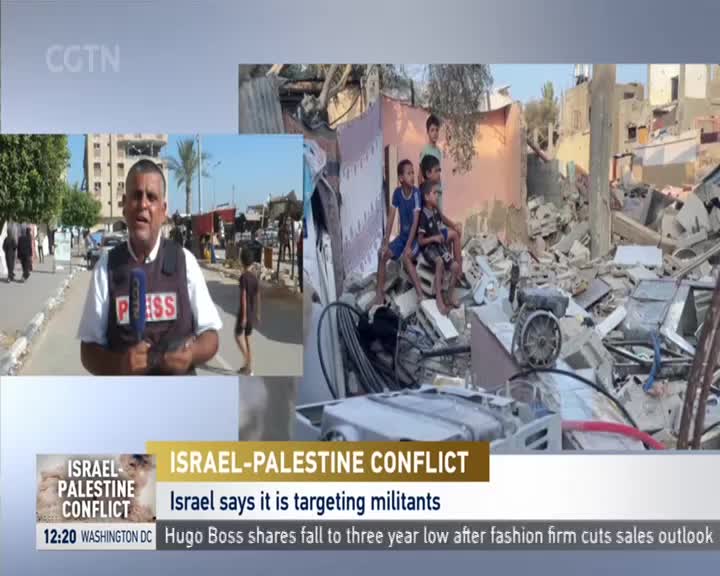 CGTN
PRESS
ISRAEL-PALESTINE CONFLICT
Israel says it is targeting militants
ISRAEL-
PALESTINE
CONFLICT
12:20 WASHINGTON DC
Hugo Boss shares fall to three year low after fashion firm cuts sales outlook